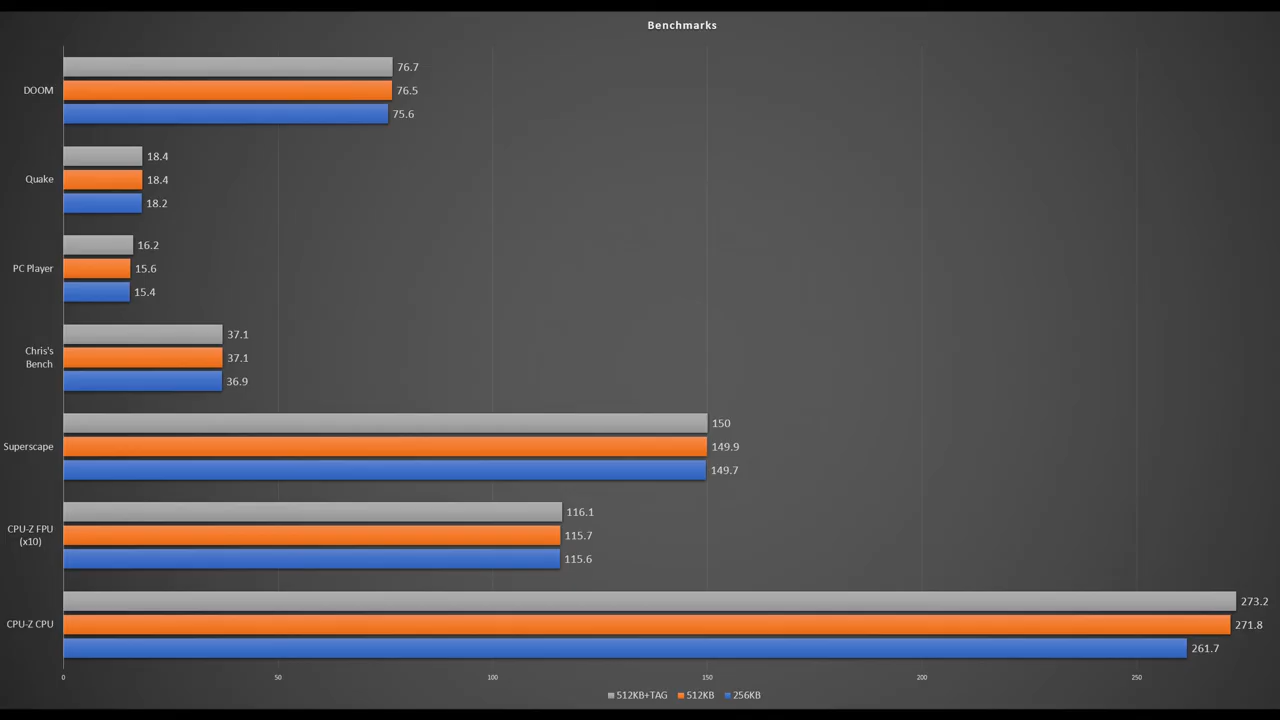 Benchmarks
DOOM
76.7
76.5
75.6
Quake
18.4
18.4
18.2
PC Player
16.2
15.6
15.4
Chris's
Bench
37.1
37.1
36.9
Superscape
150
149.9
149.7
CPU-Z FPU
(x10)
116.1
115.7
115.6
CPU-Z CPU
273.2
271.8
261.7
0 50 100 150 200 250
512KB+TAG 512KB 256KB